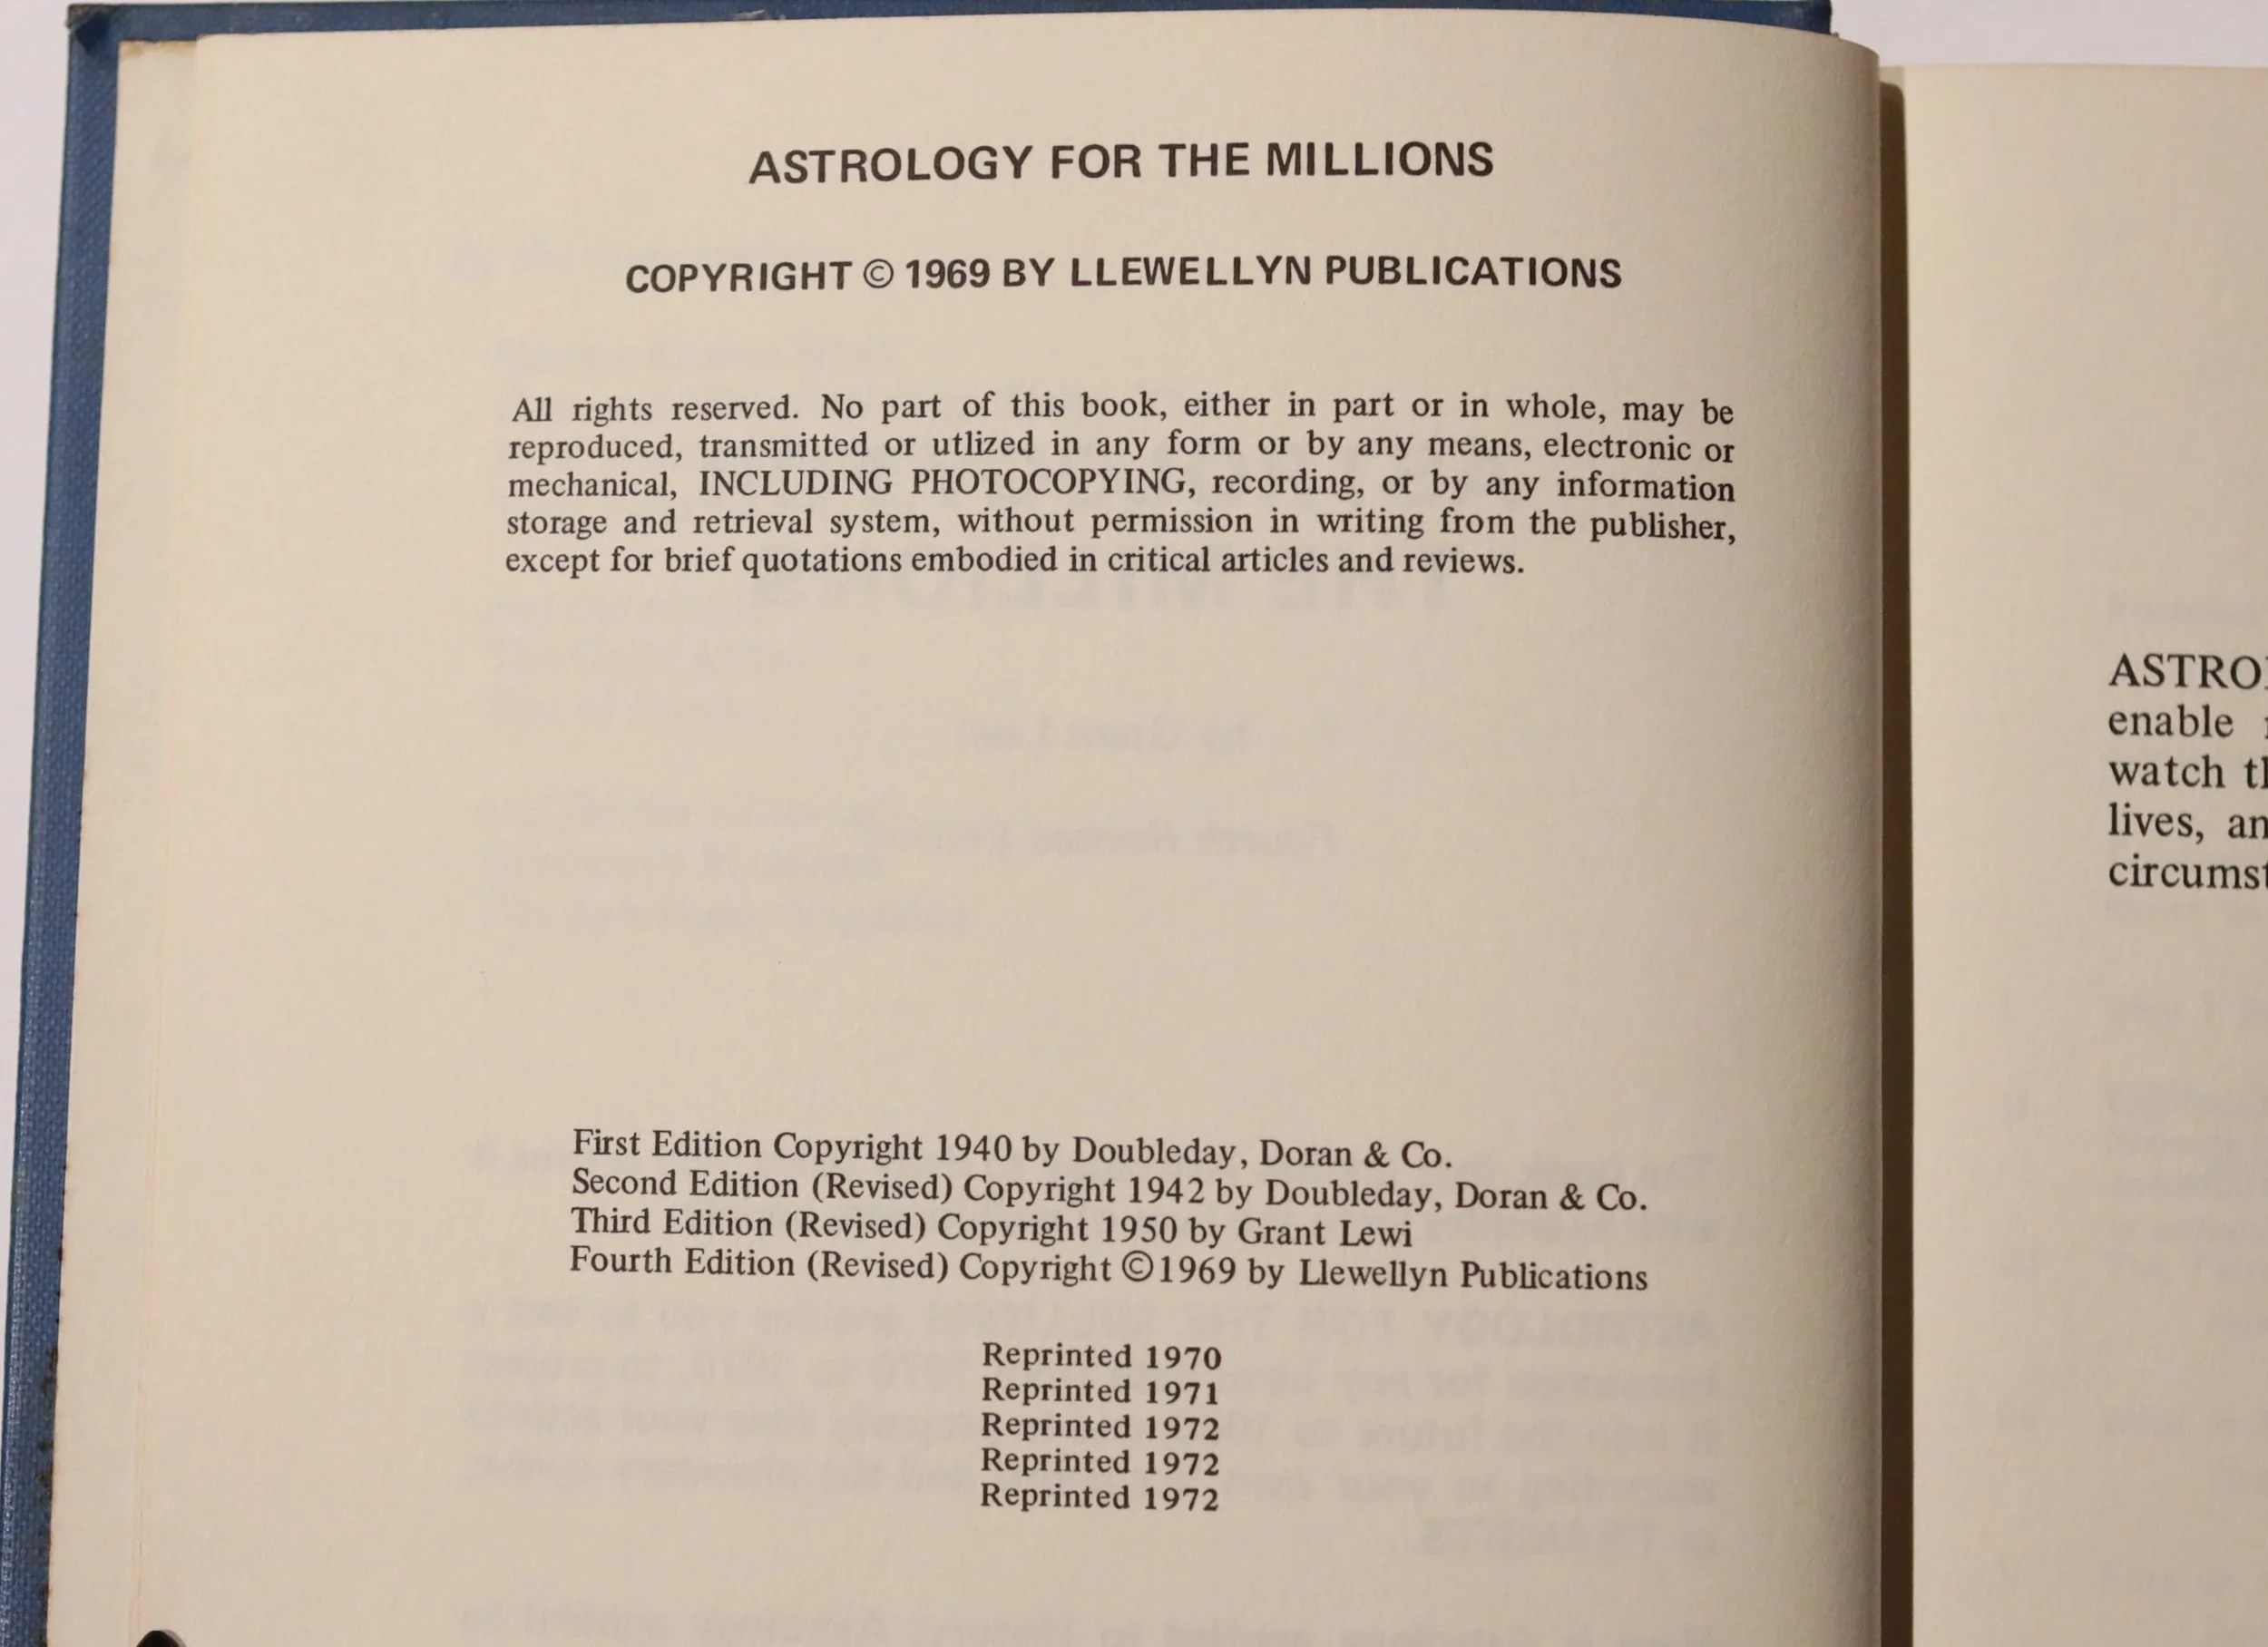 ASTROLOGY FOR THE MILLIONS
COPYRIGHT © 1969 BY LLEWELLYN PUBLICATIONS
All rights reserved. No part of this book, either in part or in whole, may be
reproduced, transmitted or utlized in any form or by any means, electronic or
mechanical, INCLUDING PHOTOCOPYING, recording, or by any information
storage and retrieval system, without permission in writing from the publisher,
except for brief quotations embodied in critical articles and reviews.
First Edition Copyright 1940 by Doubleday, Doran & Co.
Second Edition (Revised) Copyright 1942 by Doubleday, Doran & Co.
Third Edition (Revised) Copyright 1950 by Grant Lewi
Fourth Edition (Revised) Copyright ©1969 by Llewellyn Publications
Reprinted 1970
Reprinted 1971
Reprinted 1972
Reprinted 1972
Reprinted 1972
enable
watch
lives,